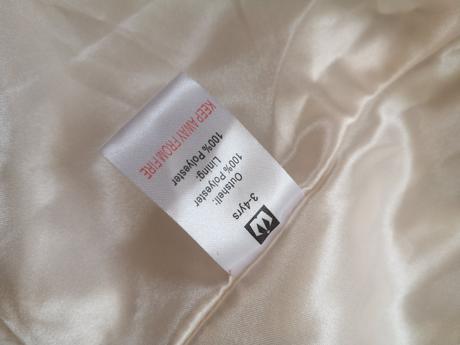 3-4yrs
Outshell:
100% Polyester
Lining:
100% Polyester
KEEP AWAY FROM FIRE